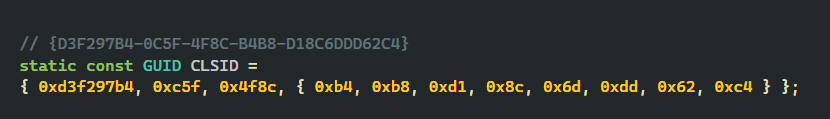 // {D3F297B4-0C5F-4F8C-B4B8-D18C6DDD62C4}
static const GUID CLSID =
{ 0xd3f297b4, 0xc5f, 0x4f8c, { 0xb4, 0xb8, 0xd1, 0x8c, 0x6d, 0xdd, 0x62, 0xc4 } };